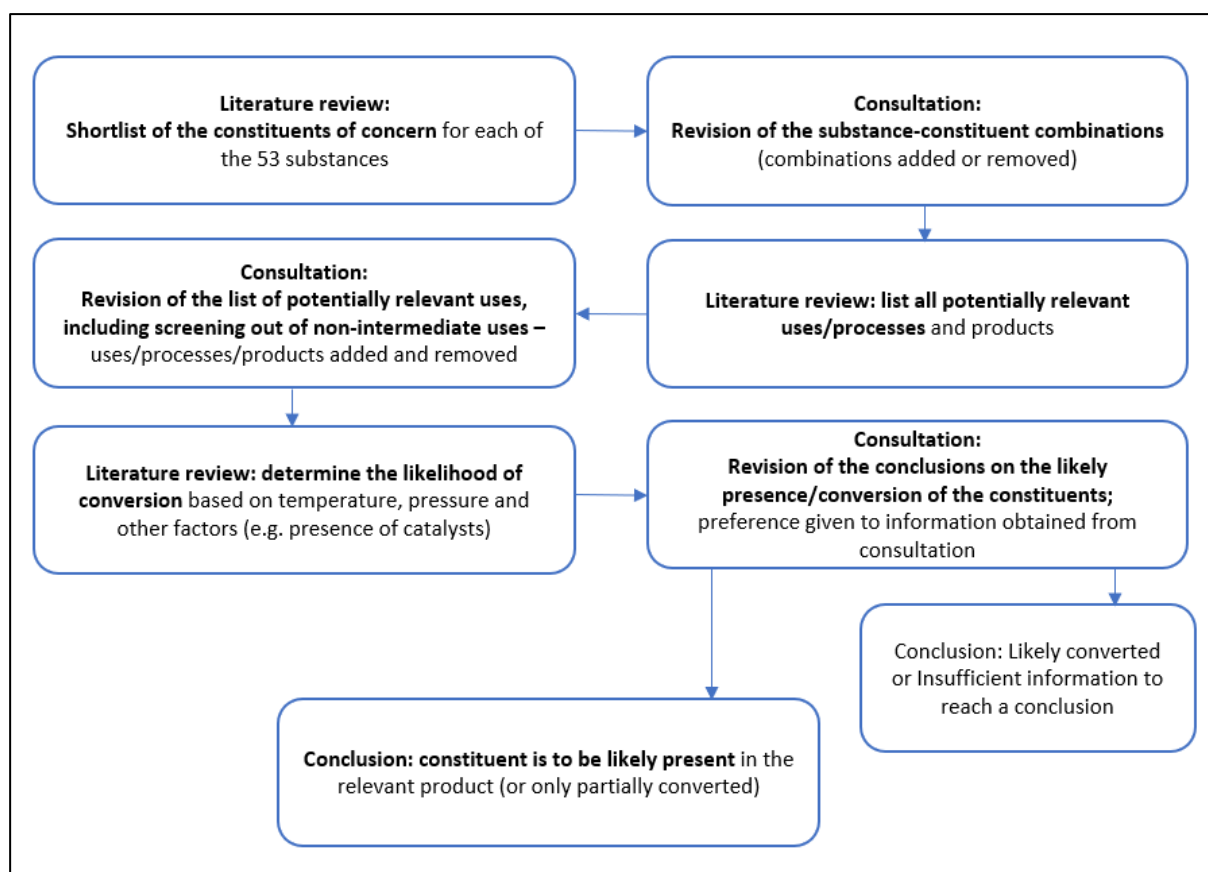 Literature review:
Shortlist of the constituents of concern for each of
the 53 substances
Consultation:
Revision of the substance-constituent combinations
(combinations added or removed)
Literature review: list all potentially relevant
uses/processes and products
Consultation:
Revision of the list of potentially relevant uses,
including screening out of non-intermediate uses –
uses/processes/products added and removed
Literature review: determine the likelihood of
conversion based on temperature, pressure and
other factors (e.g. presence of catalysts)
Consultation:
Revision of the conclusions on the likely
presence/conversion of the constituents;
preference given to information obtained from
consultation
Conclusion: Likely converted
or Insufficient information to
reach a conclusion
Conclusion: constituent is to be likely present in the
relevant product (or only partially converted)